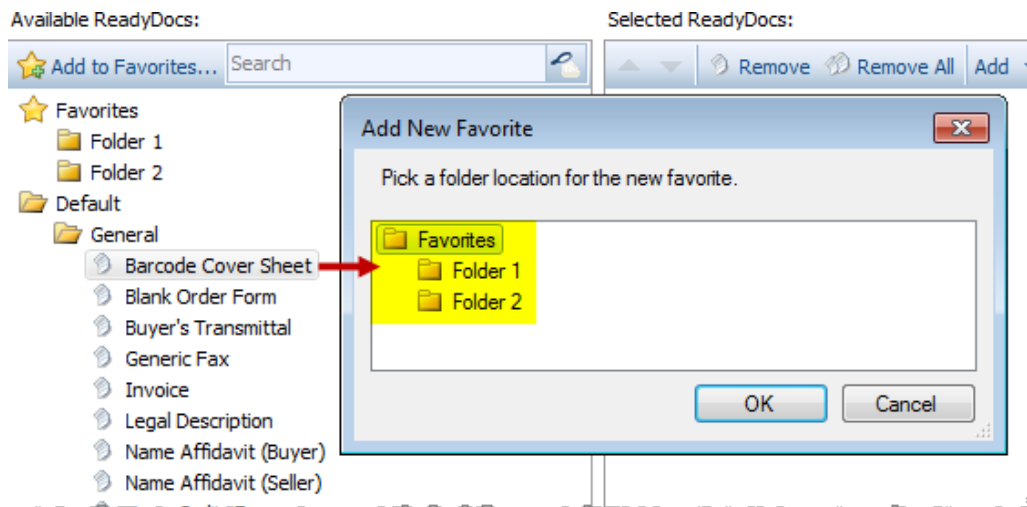 Available ReadyDocs:
Selected ReadyDocs:
Add to Favorites... Search
Remove Remove All Add
Favorites
Folder 1
Folder 2
Default
General
Barcode Cover Sheet
Blank Order Form
Buyer's Transmittal
Generic Fax
Invoice
Legal Description
Name Affidavit (Buyer)
Name Affidavit (Seller)
Add New Favorite
Pick a folder location for the new favorite.
Favorites
Folder 1
Folder 2
OK Cancel